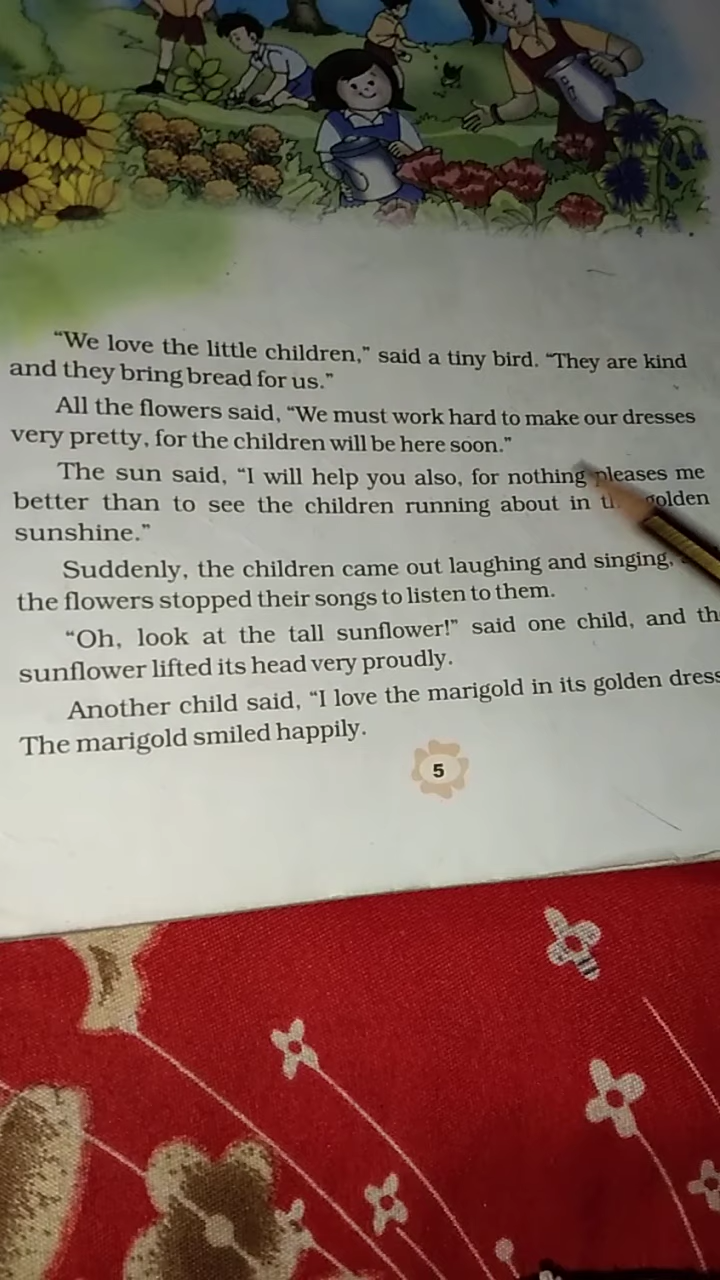 “We love the little children,” said a tiny bird. “They are kind
and they bring bread for us.”
All the flowers said, “We must work hard to make our dresses
very pretty, for the children will be here soon.”
The sun said, “I will help you also, for nothing pleases me
better than to see the children running about in golden
sunshine.”
Suddenly, the children came out laughing and singing,
the flowers stopped their songs to listen to them.
“Oh, look at the tall sunflower!” said one child, and
sunflower lifted its head very proudly.
Another child said, “I love the marigold in its golden dress
The marigold smiled happily.
5